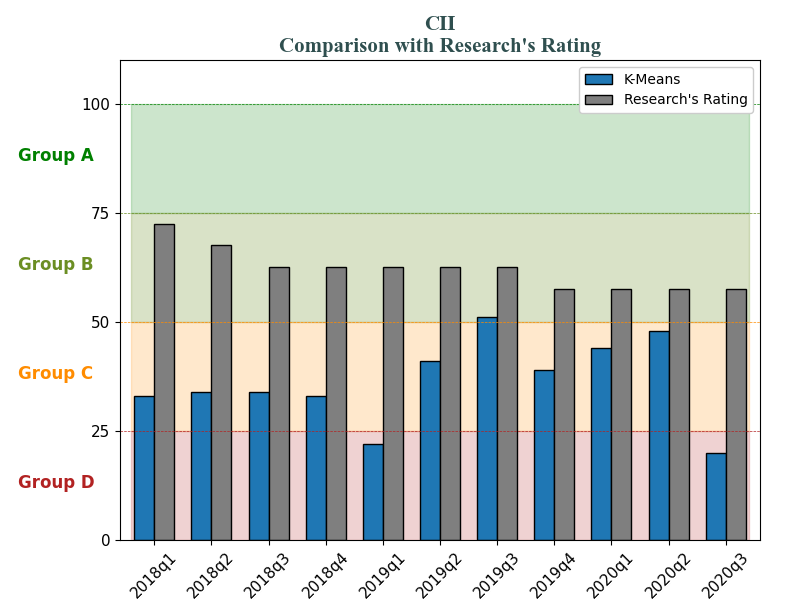 CII
Comparison with Research's Rating
K-Means
Research's Rating
100
75
50
25
0
Group A
Group B
Group C
Group D
2018q1
2018q2
2018q3
2018q4
2019q1
2019q2
2019q3
2019q4
2020q1
2020q2
2020q3